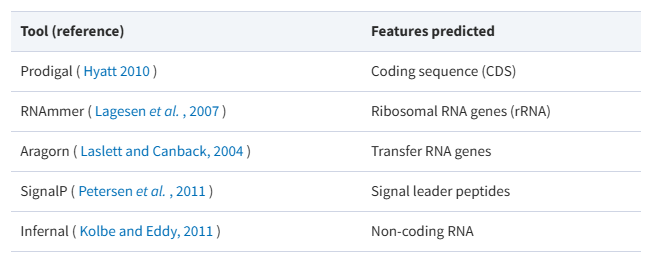 Tool (reference) Features predicted
Prodigal ( Hyatt 2010 ) Coding sequence (CDS)
RNAmmer ( Lagesen et al. , 2007 ) Ribosomal RNA genes (rRNA)
Aragorn ( Laslett and Canback, 2004 ) Transfer RNA genes
SignalP ( Petersen et al. , 2011 ) Signal leader peptides
Infernal ( Kolbe and Eddy, 2011 ) Non-coding RNA